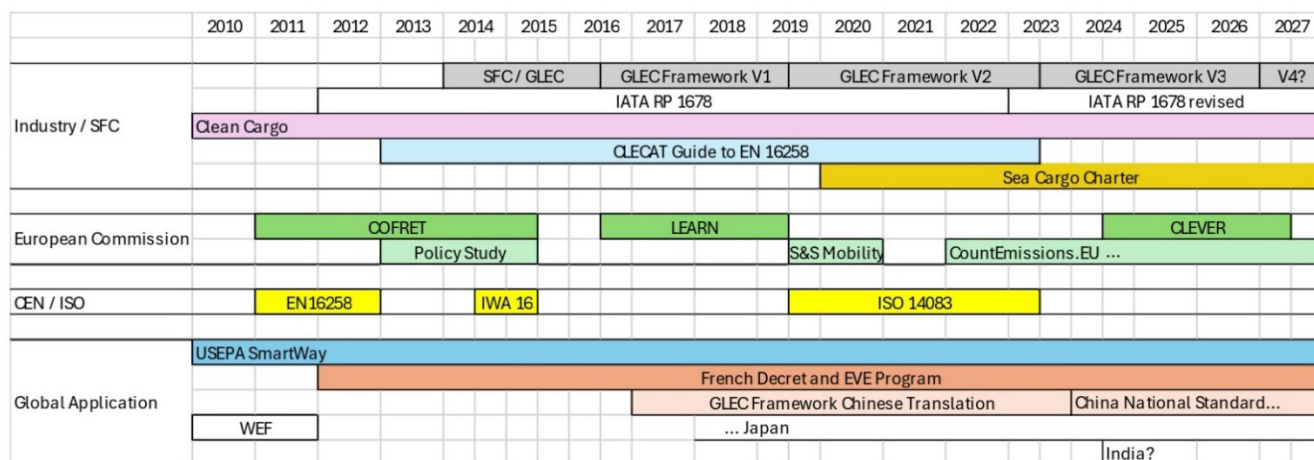 2010 2011 2012 2013 2014 2015 2016 2017 2018 2019 2020 2021 2022 2023 2024 2025 2026 2027
SFC / GLEC GLEC Framework V1 GLEC Framework V2 GLEC Framework V3 V4?
IATA RP 1678 IATA RP 1678 revised
Industry / SFC Clean Cargo
CLECAT Guide to EN 16258
Sea Cargo Charter
COFRET LEARN CLEVER
European Commission
Policy Study S&S Mobility CountEmissions.EU ...
CEN / ISO EN16258 IWA 16 ISO 14083
USEPA SmartWay
French Decret and EVE Program
Global Application GLEC Framework Chinese Translation China National Standard...
WEF ... Japan
India?